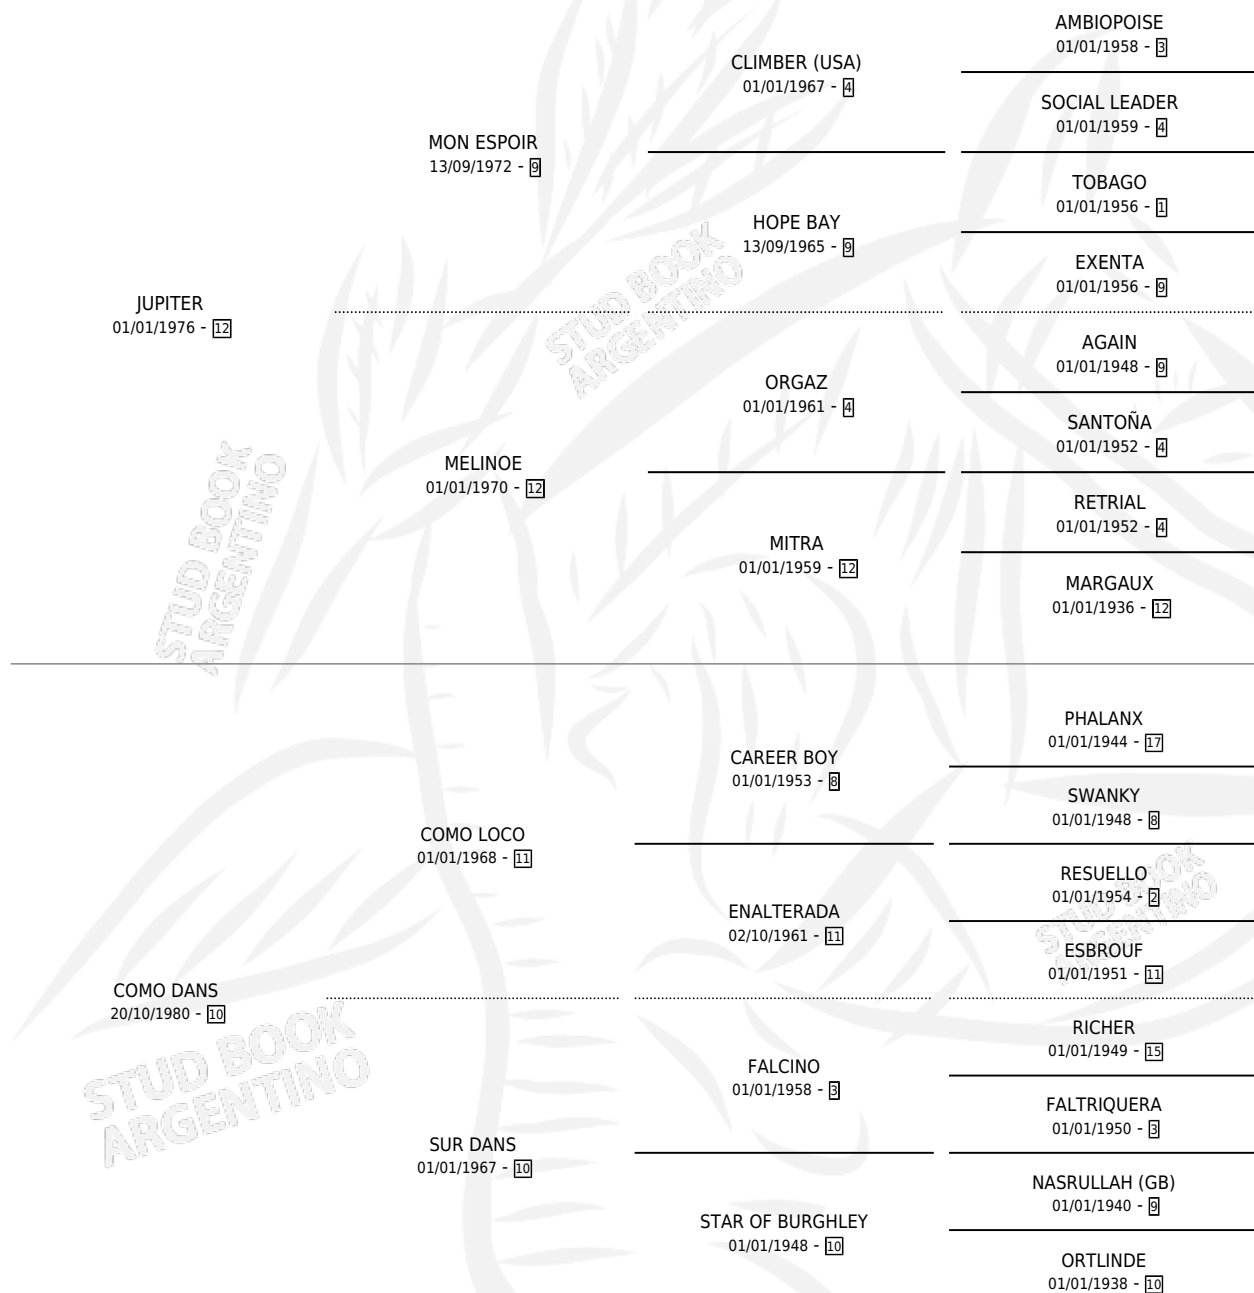 AMBIOPOISE
01/01/1958 - 3
CLIMBER (USA)
01/01/1967 - 4
SOCIAL LEADER
01/01/1959 - 4
MON ESPOIR
13/09/1972 - 9
TOBAGO
01/01/1956 - 1
HOPE BAY
13/09/1965 - 9
EXENTA
01/01/1956 - 9
JUPITER
01/01/1976 - 12
AGAIN
01/01/1948 - 9
ORGAZ
01/01/1961 - 4
SANTOÑA
01/01/1952 - 4
MELINOE
01/01/1970 - 12
RETRIAL
01/01/1952 - 4
MITRA
01/01/1959 - 12
MARGAUX
01/01/1936 - 12
PHALANX
01/01/1944 - 17
CAREER BOY
01/01/1953 - 8
SWANKY
01/01/1948 - 8
COMO LOCO
01/01/1968 - 11
RESUELLO
01/01/1954 - 2
ENALTERADA
02/10/1961 - 11
ESBROUF
01/01/1951 - 11
COMO DANS
20/10/1980 - 10
RICHER
01/01/1949 - 15
FALCINO
01/01/1958 - 3
FALTRIQUERA
01/01/1950 - 3
SUR DANS
01/01/1967 - 10
NASRULLAH (GB)
01/01/1940 - 9
STAR OF BURGHLEY
01/01/1948 - 10
ORTLINDE
01/01/1938 - 10
STUD BOOK
ARGENTINO
STUD BOOK
ARGENTINO
STUD BOOK
ARGENTINO
STUD BOOK
ARGENTINO